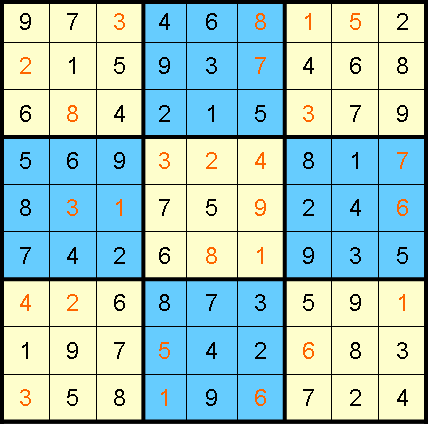 9 7 3 4 6 8 1 5 2
2 1 5 9 3 7 4 6 8
6 8 4 2 1 5 3 7 9
5 6 9 3 2 4 8 1 7
8 3 1 7 5 9 2 4 6
7 4 2 6 8 1 9 3 5
4 2 6 8 7 3 5 9 1
1 9 7 5 4 2 6 8 3
3 5 8 1 9 6 7 2 4